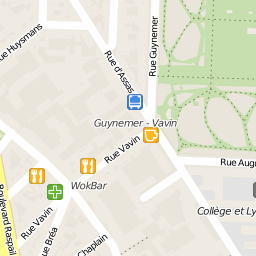 Rue Huysmans
Rue d'Assas
Rue Guynemer
Guynemer - Vavin
Rue Vavin
Rue Augu
WokBar
Boulevard Raspail
Rue Vavin
Rue Bréa
Chaplain
Collège et Ly